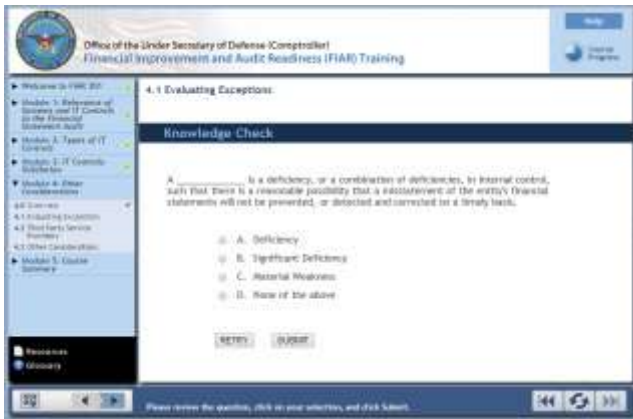 Help
Office of the Under Secretary of Defense (Comptroller)
Financial Improvement and Audit Readiness (FIAR) Training
Course
Progress
Welcome to FIAR 201
Module 1: Relevance of
Systems and IT Controls
to the Financial
Statement Audit
Module 2: Types of IT
Controls
Module 3: IT Controls
Module 4: Other
Considerations
4.0 Overview
4.1 Evaluating Exceptions
4.2 Third Party Service
Providers
4.3 Other Considerations
Module 5: Course
Summary
Resources
Glossary
4.1 Evaluating Exceptions
Knowledge Check
A ____________ is a deficiency, or a combination of deficiencies, in internal control,
such that there is a reasonable possibility that a misstatement of the entity's financial
statements will not be prevented, or detected and corrected on a timely basis.
A. Deficiency
B. Significant Deficiency
C. Material Weakness
D. None of the above
RETRY
SUBMIT
Please review the question, click on your selection, and click Submit.